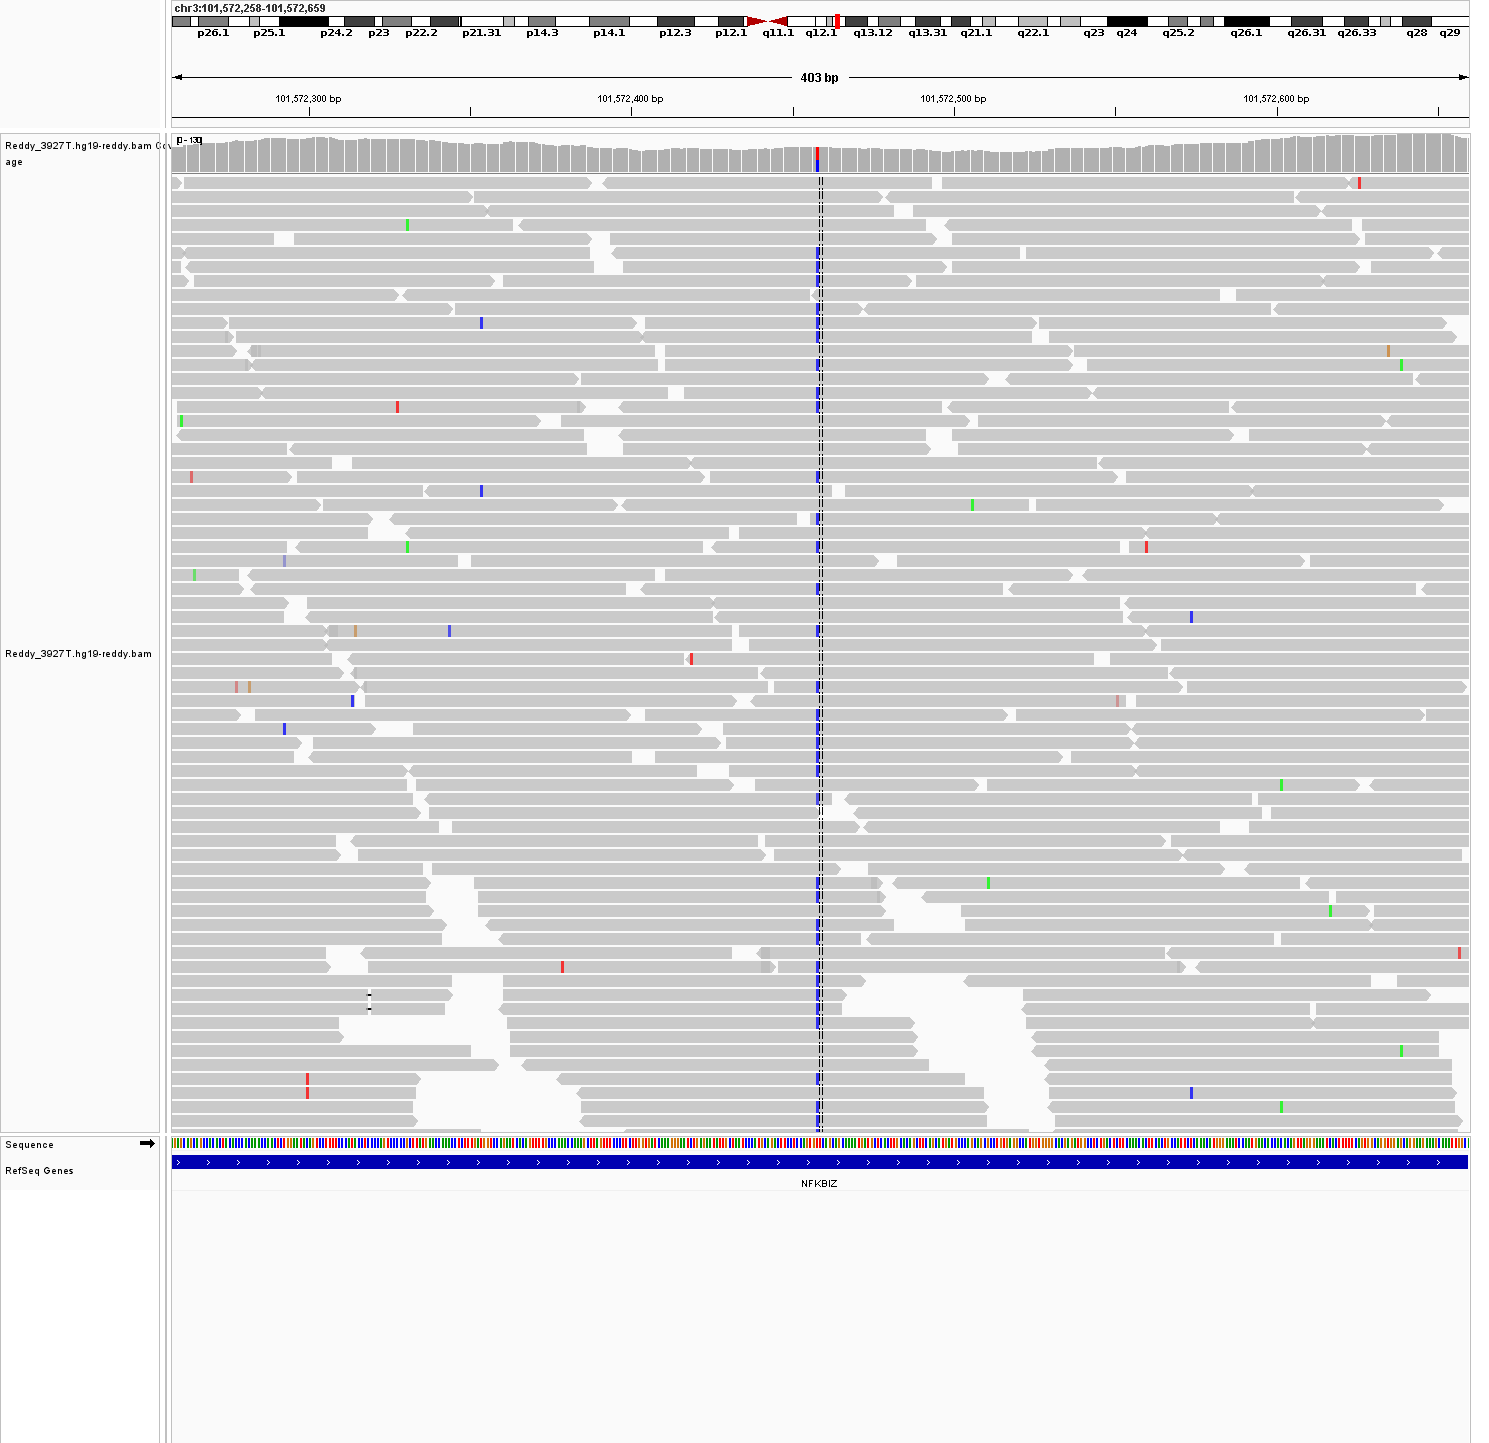 chr3:101,572,258-101,572,659
p26.1 p25.1 p24.2 p23 p22.2 p21.31 p14.3 p14.1 p12.3 p12.1 q11.1 q12.1 q13.12 q13.31 q21.1 q22.1 q23 q24 q25.2 q26.1 q26.31 q26.33 q28 q29
403 bp
101,572,300 bp 101,572,400 bp 101,572,500 bp 101,572,600 bp
Reddy_3927T.hg19-reddy.bam Cov
age
Reddy_3927T.hg19-reddy.bam
Sequence
RefSeq Genes
NFKBIZ